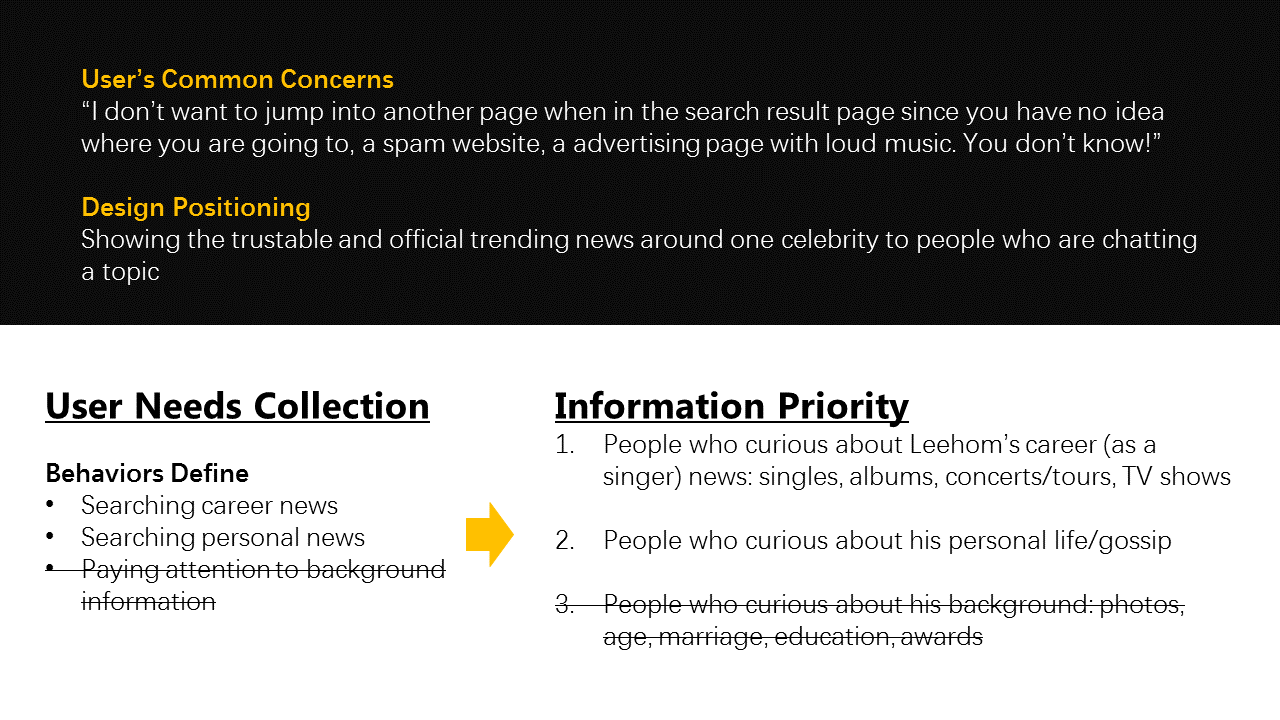 User’s Common Concerns
“I don’t want to jump into another page when in the search result page since you have no idea
where you are going to, a spam website, a advertising page with loud music. You don’t know!”
Design Positioning
Showing the trustable and official trending news around one celebrity to people who are chatting
a topic
User Needs Collection
Behaviors Define
• Searching career news
• Searching personal news
• Paying attention to background
information
Information Priority
1. People who curious about Leehom’s career (as a
singer) news: singles, albums, concerts/tours, TV shows
2. People who curious about his personal life/gossip
3. People who curious about his background: photos,
age, marriage, education, awards